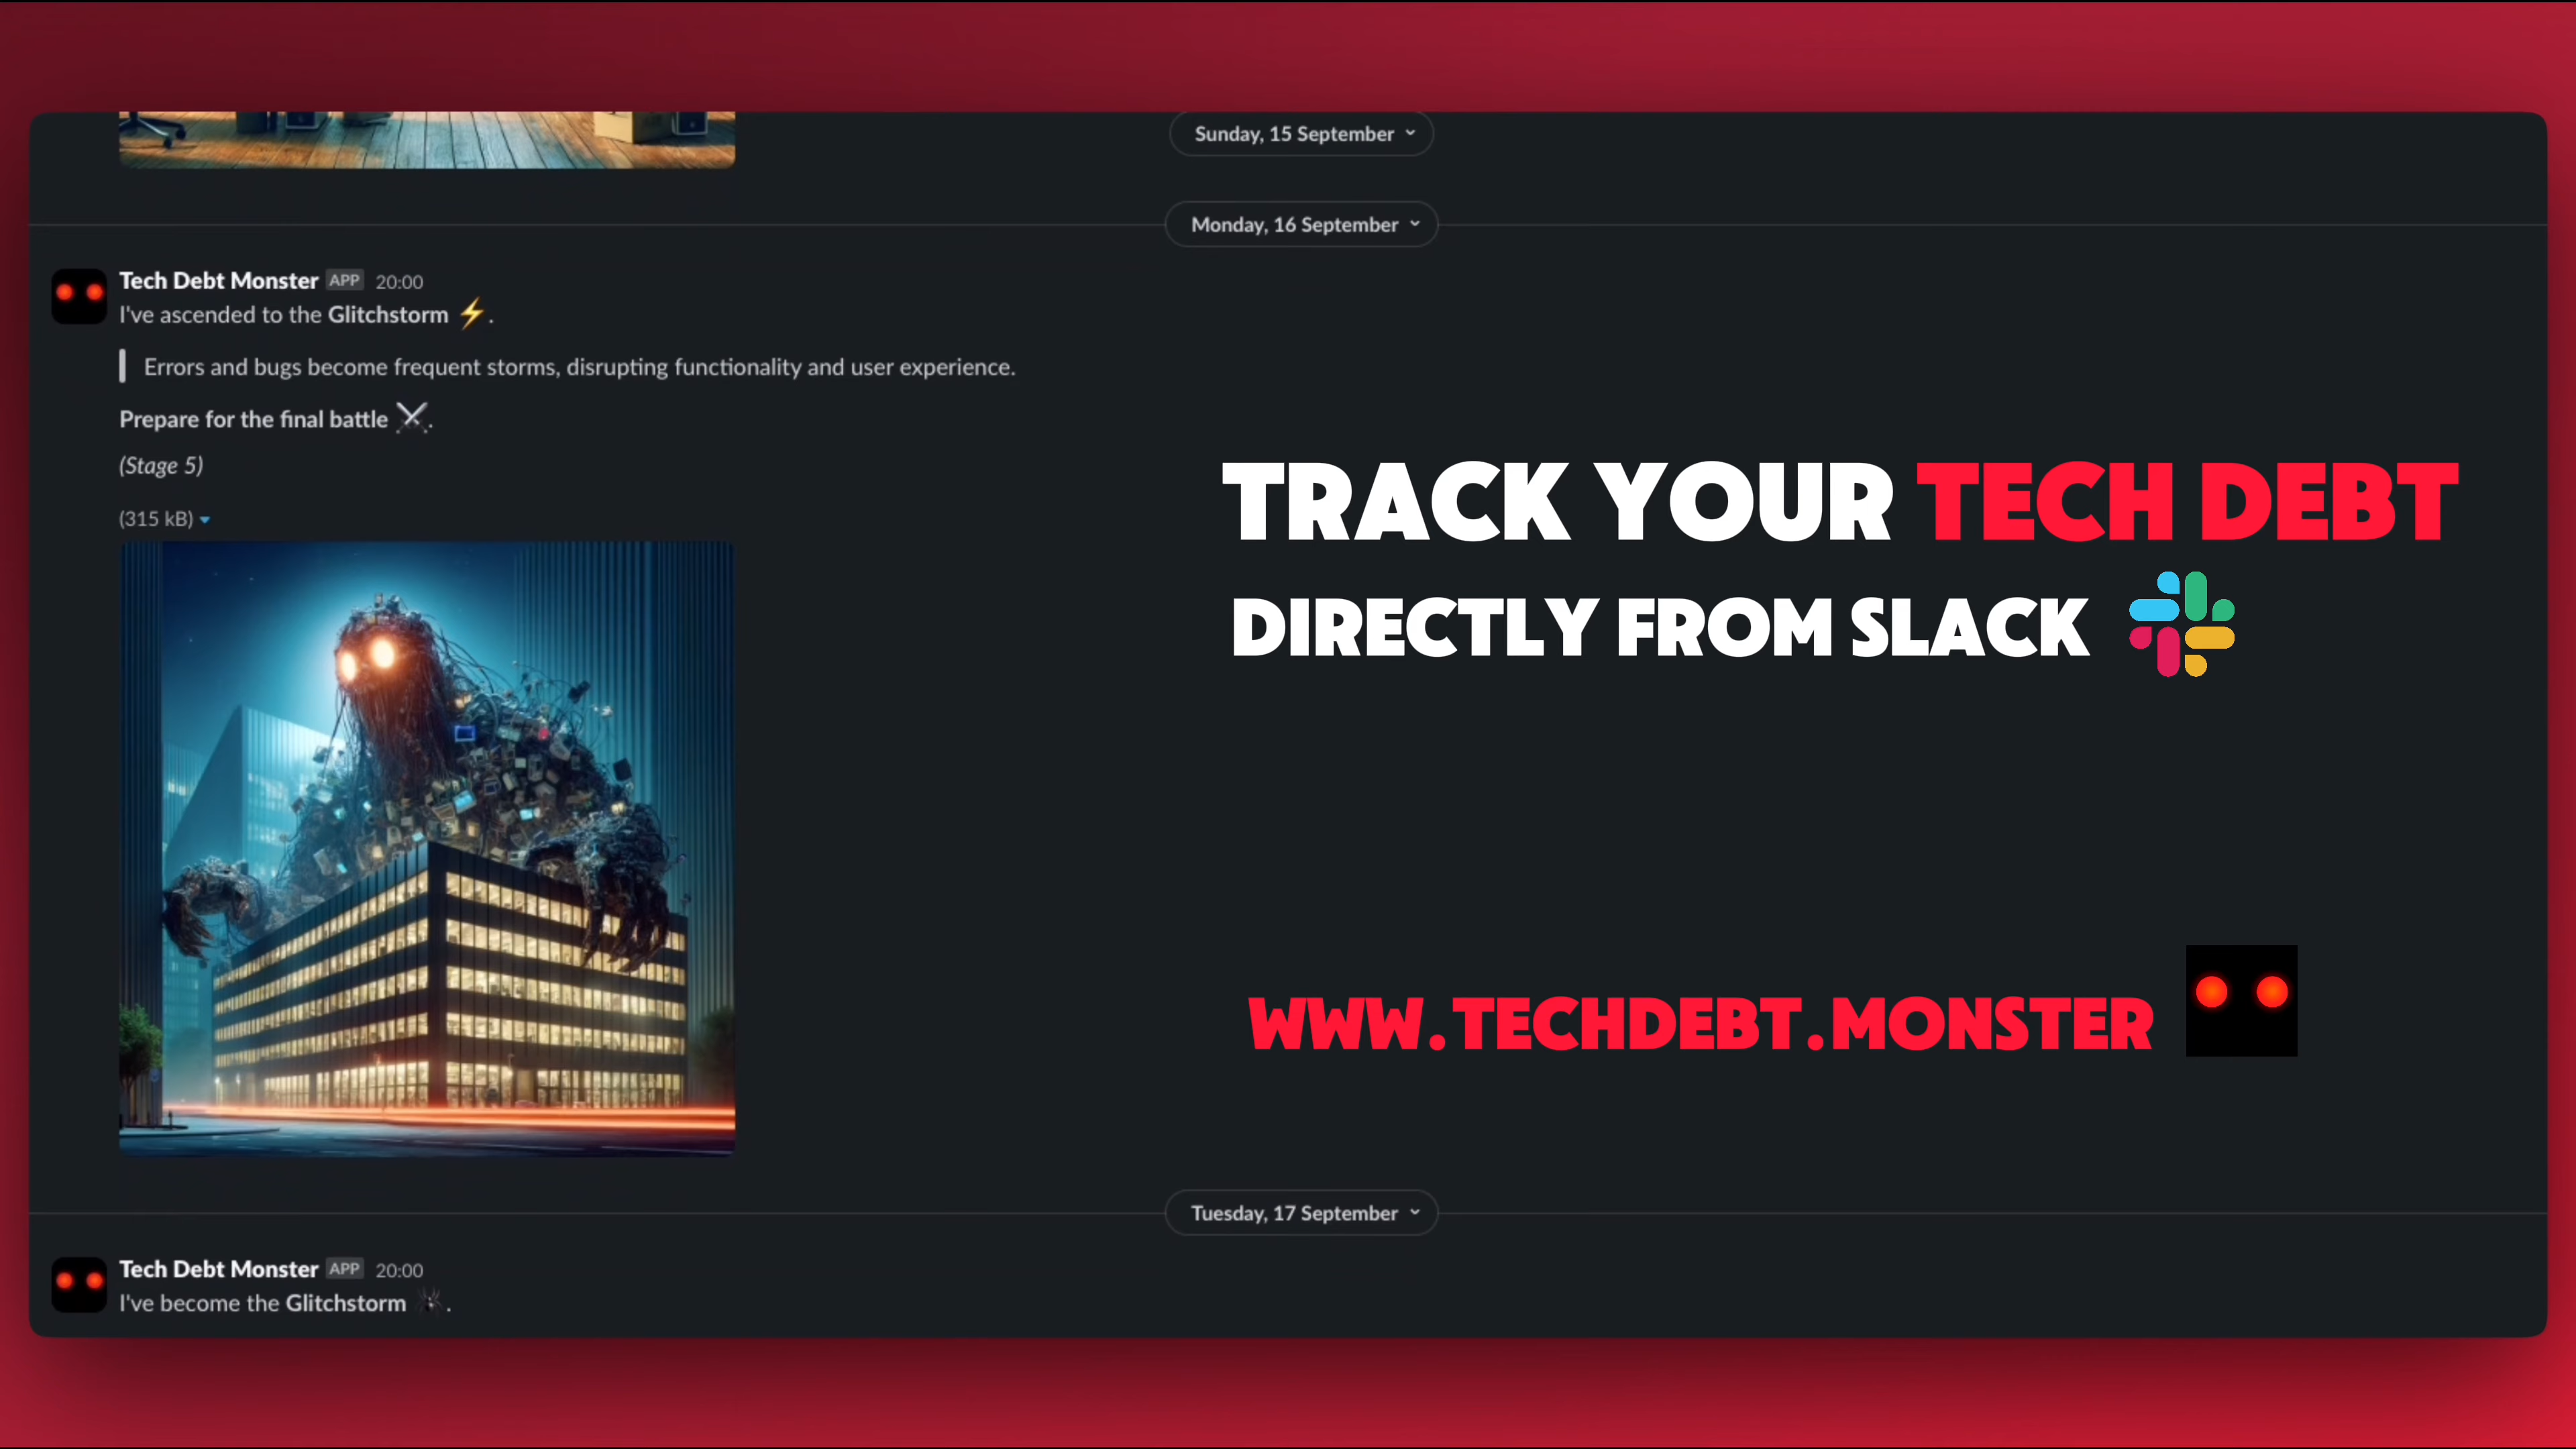 Sunday, 15 September
Monday, 16 September
Tech Debt Monster APP 20:00
I've ascended to the Glitchstorm ⚡.
Errors and bugs become frequent storms, disrupting functionality and user experience.
Prepare for the final battle ⚔.
(Stage 5)
(315 kB)
TRACK YOUR TECH DEBT
DIRECTLY FROM SLACK
WWW.TECHDEBT.MONSTER
Tuesday, 17 September
Tech Debt Monster APP 20:00
I've become the Glitchstorm 🕷.